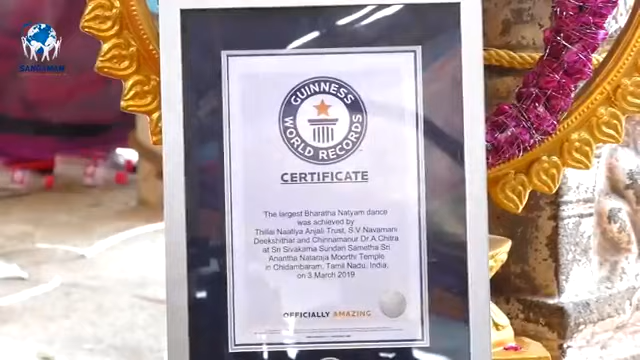 GUINNESS
WORLD RECORDS
CERTIFICATE
The largest Bharatha Natyam dance
was achieved by
Thillai Naatiya Anjali Trust, S.V Navamani
Deekshithar and Chinnamanur Dr.A.Chitra
at Sri Sivakama Sundari Sametha Sri
Anantha Nataraja Moorthi Temple
in Chidambaram, Tamil Nadu, India,
on 3 March 2019
OFFICIALLY AMAZING